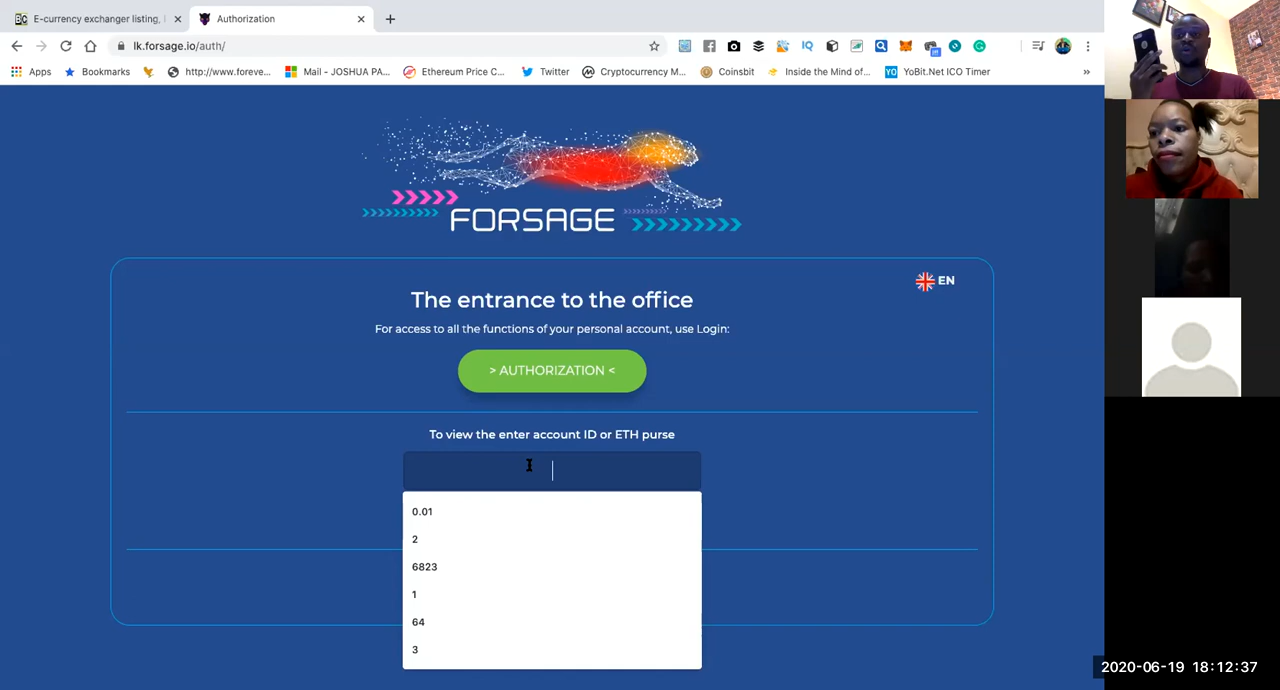 E-currency exchanger listing,
Authorization
lk.forsage.io/auth/
Apps
Bookmarks
http://www.foreve...
Mail - JOSHUA PA...
Ethereum Price C...
Twitter
Cryptocurrency M...
Coinsbit
Inside the Mind of...
YoBit.Net ICO Timer
FORSAGE
EN
The entrance to the office
For access to all the functions of your personal account, use Login:
> AUTHORIZATION <
To view the enter account ID or ETH purse
0.01
2
6823
1
64
3
2020-06-19 18:12:37